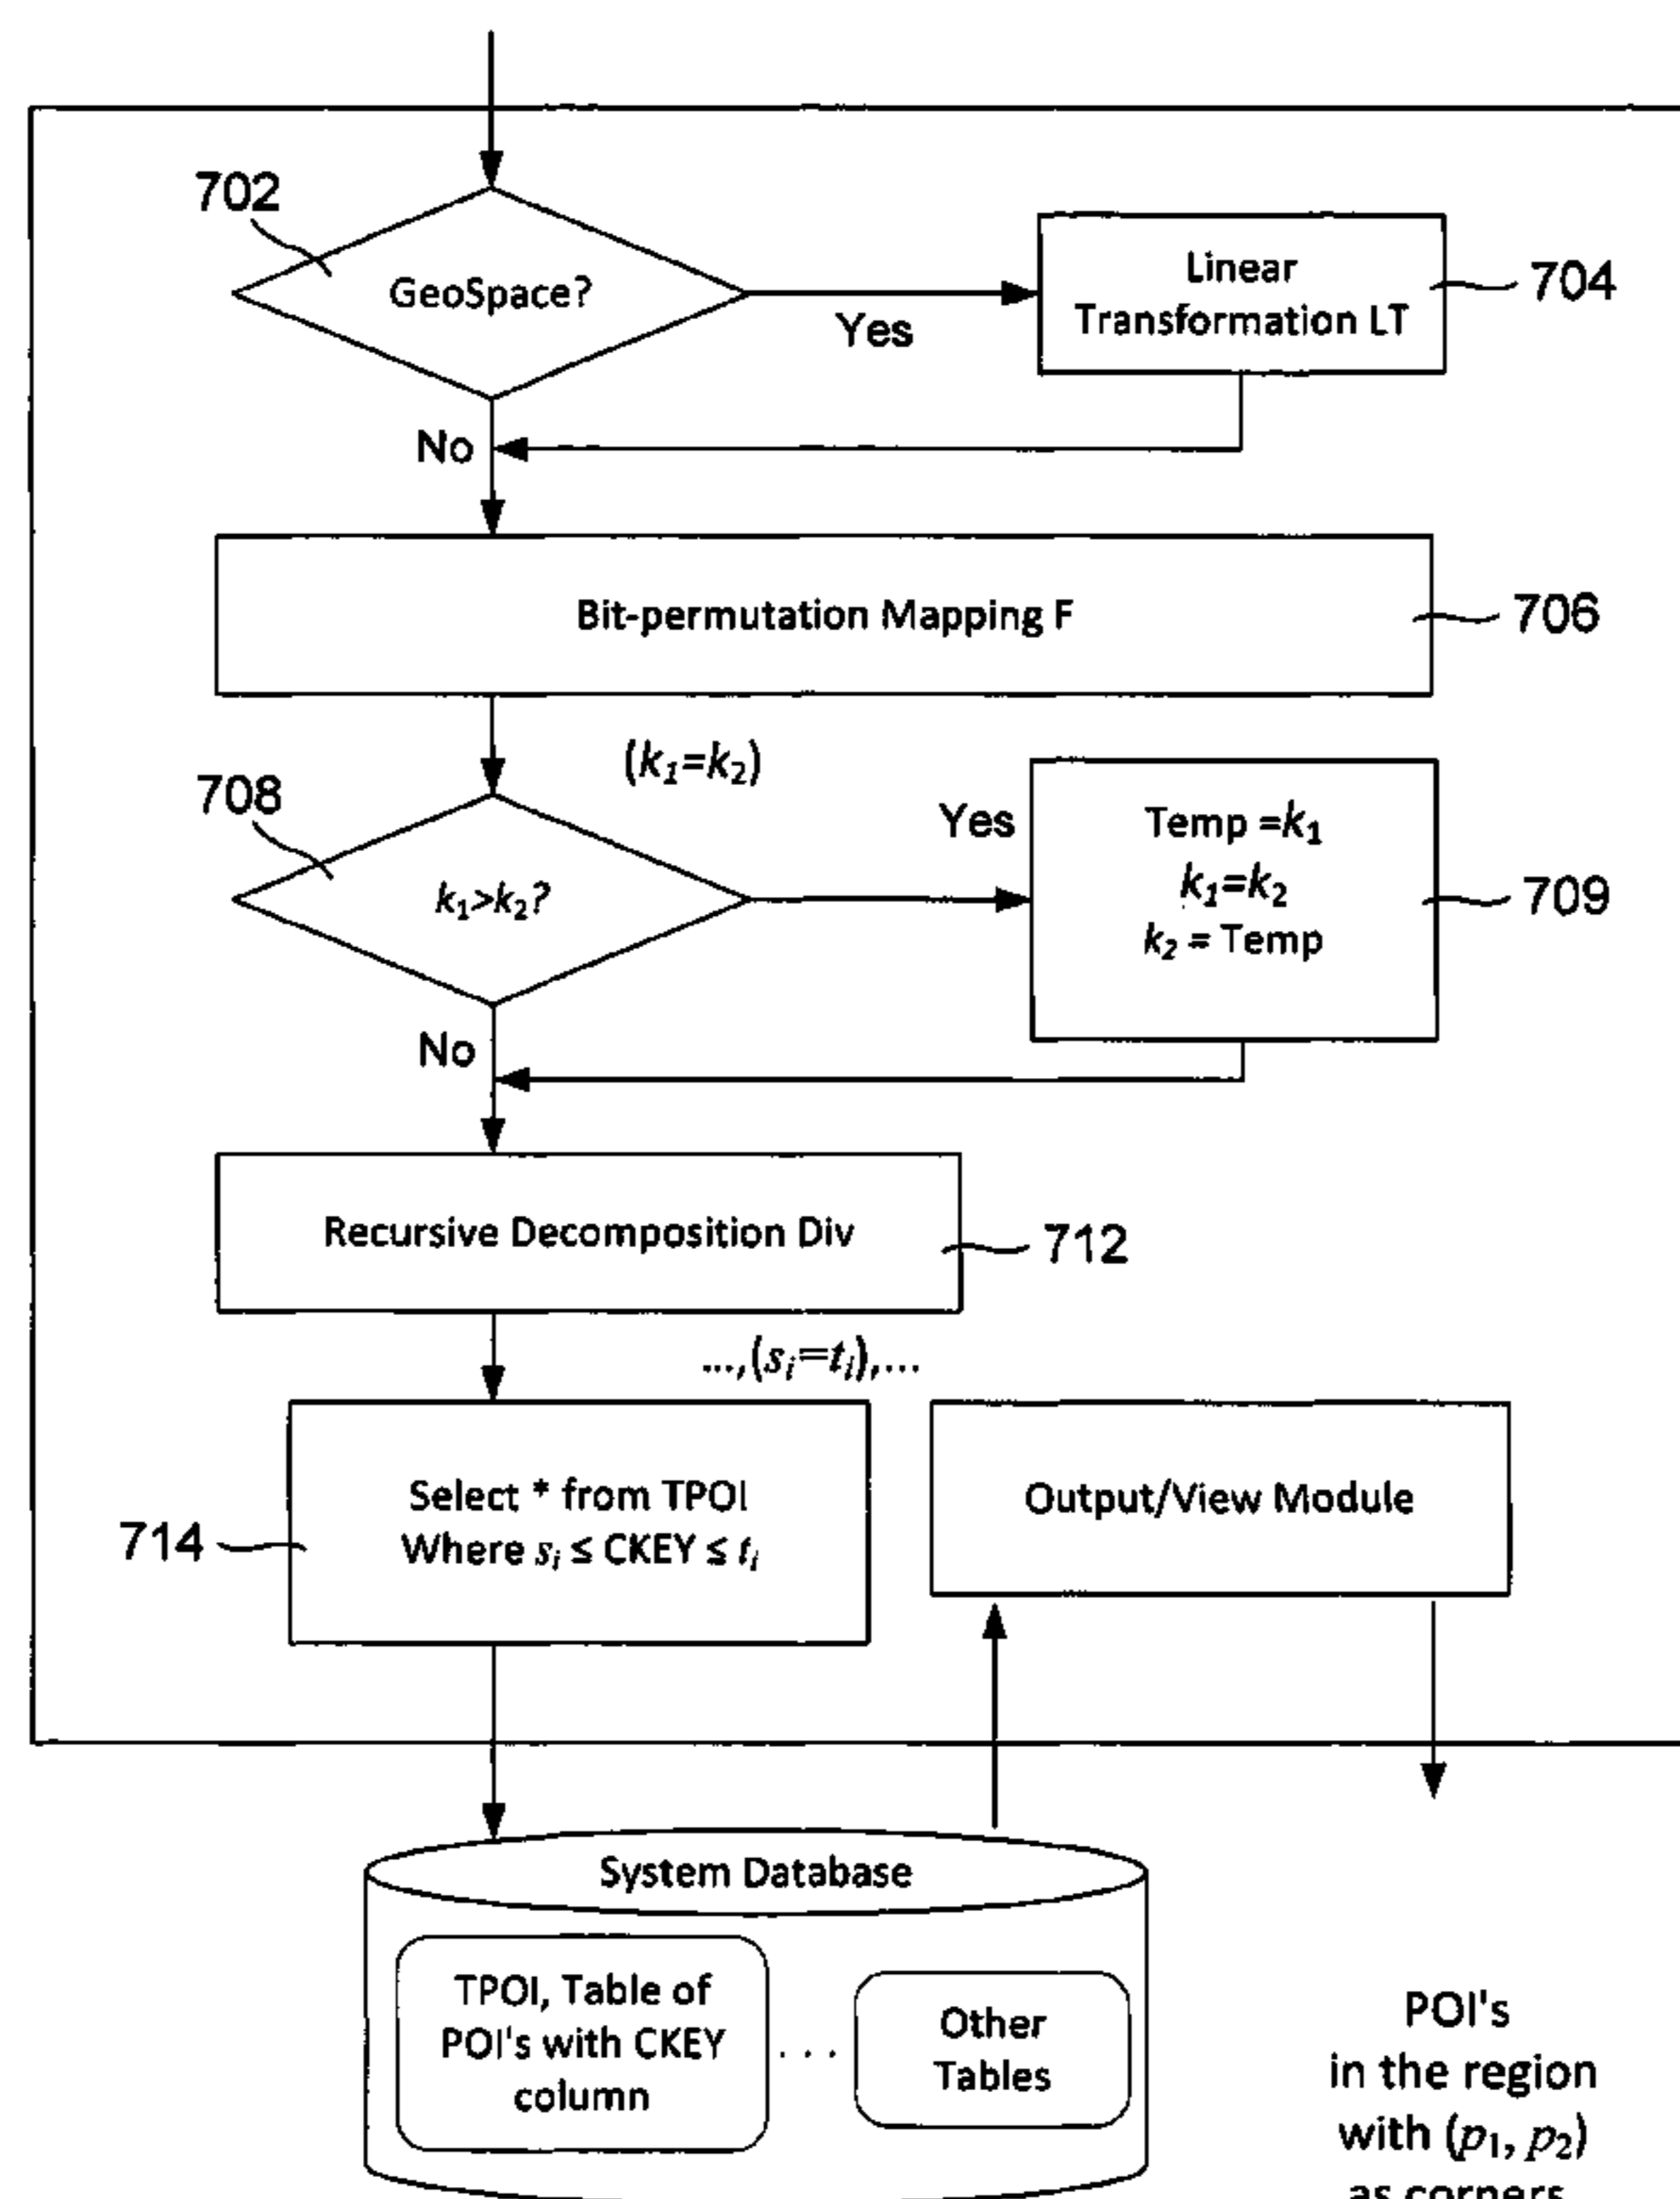 702
GeoSpace?
Yes
Linear
Transformation LT
704
No
Bit-permutation Mapping F
706
(k₁=k₂)
708
k₁>k₂?
Yes
Temp =k₁
k₁=k₂
k₂ = Temp
709
No
Recursive Decomposition Div
712
...,(sᵢ=tᵢ),...
714
Select * from TPOI
Where sᵢ ≤ CKEY ≤ tᵢ
Output/View Module
System Database
TPOI, Table of
POI's with CKEY
column
. . .
Other
Tables
POI's
in the region
with (p₁, p₂)
as corners